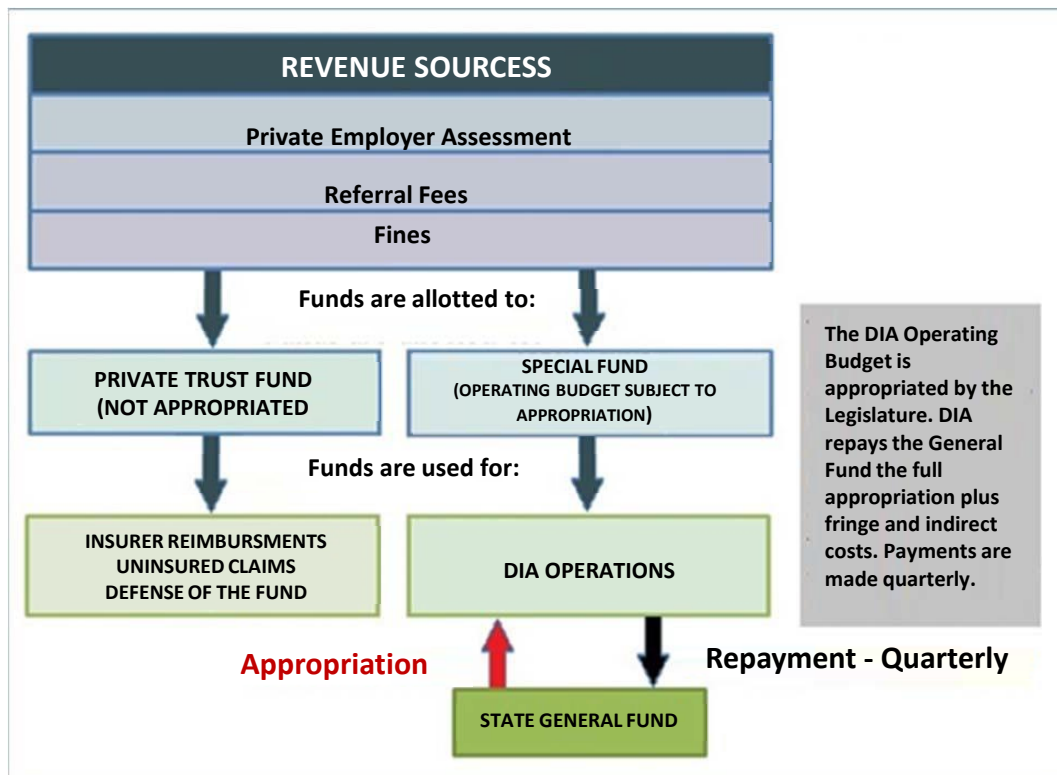 REVENUE SOURCESS
Private Employer Assessment
Referral Fees
Fines
Funds are allotted to:
PRIVATE TRUST FUND
(NOT APPROPRIATED
SPECIAL FUND
(OPERATING BUDGET SUBJECT TO
APPROPRIATION)
Funds are used for:
INSURER REIMBURSMENTS
UNINSURED CLAIMS
DEFENSE OF THE FUND
DIA OPERATIONS
Appropriation
Repayment - Quarterly
STATE GENERAL FUND
The DIA Operating
Budget is
appropriated by the
Legislature. DIA
repays the General
Fund the full
appropriation plus
fringe and indirect
costs. Payments are
made quarterly.